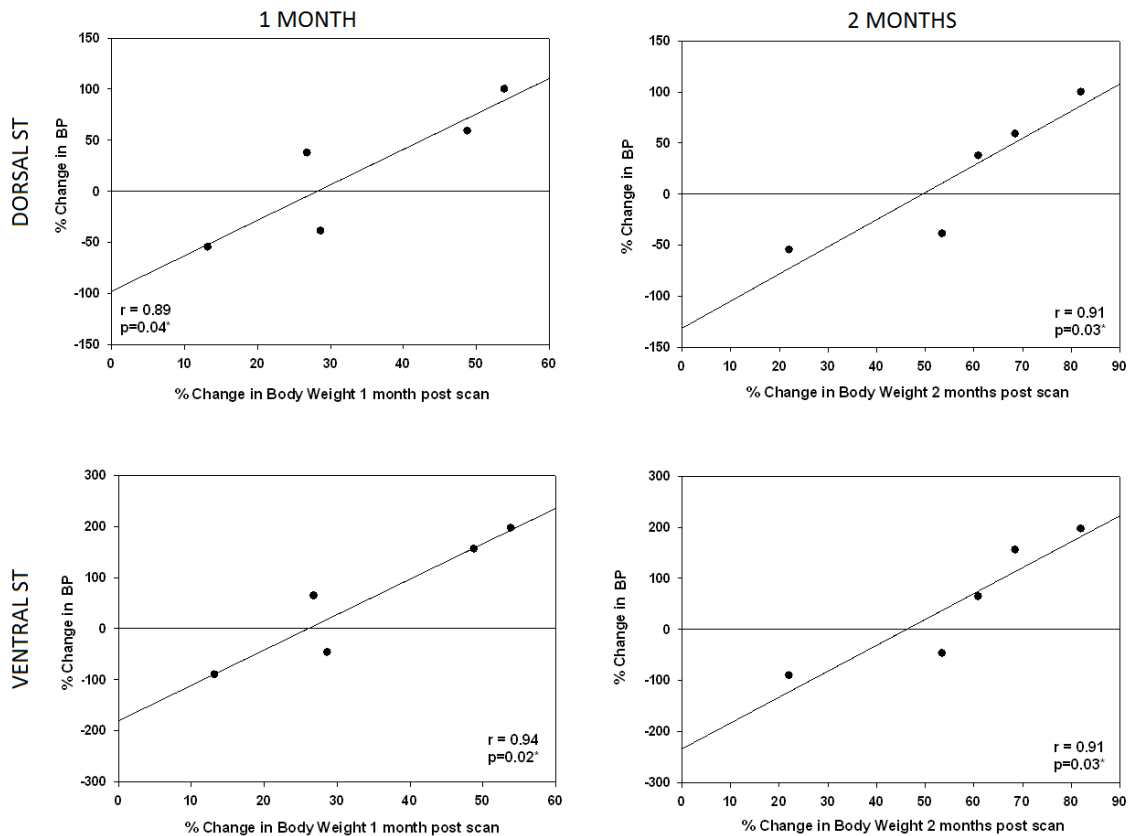 1 MONTH
2 MONTHS
DORSAL ST
% Change in BP
150
100
50
0
-50
-100
-150
r = 0.89
p=0.04*
0 10 20 30 40 50 60
% Change in Body Weight 1 month post scan
% Change in BP
150
100
50
0
-50
-100
-150
r = 0.91
p=0.03*
0 10 20 30 40 50 60 70 80 90
% Change in Body Weight 2 months post scan
VENTRAL ST
% Change in BP
300
200
100
0
-100
-200
-300
r = 0.94
p=0.02*
0 10 20 30 40 50 60
% Change in Body Weight 1 month post scan
% Change in BP
300
200
100
0
-100
-200
-300
r = 0.91
p=0.03*
0 10 20 30 40 50 60 70 80 90
% Change in Body Weight 2 months post scan